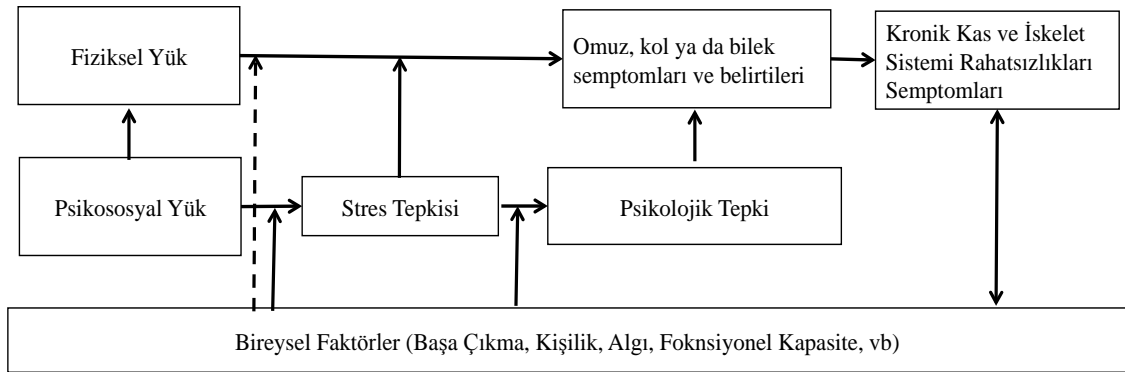 Fiziksel Yük
Omuz, kol ya da bilek
semptomları ve belirtileri
Kronik Kas ve İskelet
Sistemi Rahatsızlıkları
Semptomları
Psikososyal Yük
Stres Tepkisi
Psikolojik Tepki
Bireysel Faktörler (Başa Çıkma, Kişilik, Algı, Foknsiyonel Kapasite, vb)